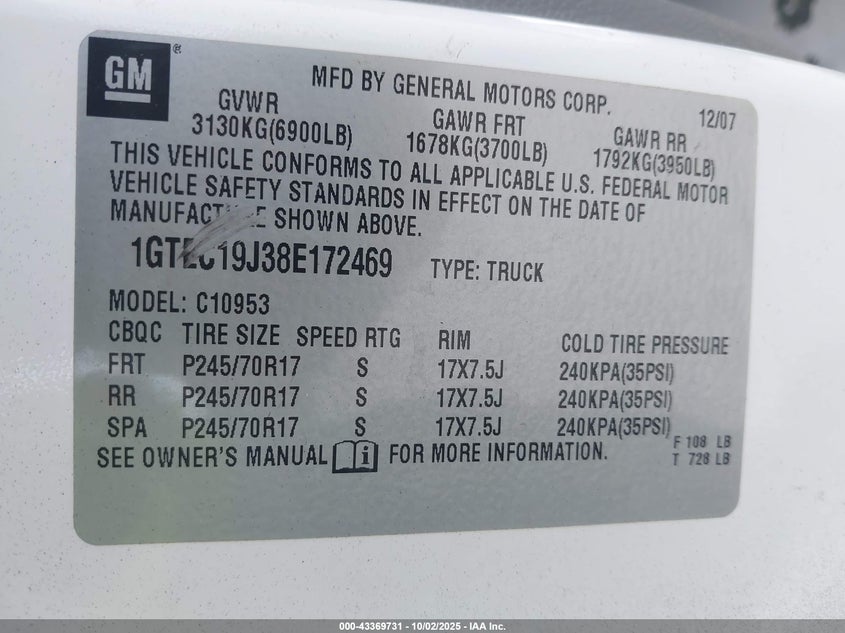 GM ®
MFD BY GENERAL MOTORS CORP. 12/07
GVWR GAWR FRT GAWR RR
3130KG(6900LB) 1678KG(3700LB) 1792KG(3950LB)
THIS VEHICLE CONFORMS TO ALL APPLICABLE U.S. FEDERAL MOTOR
VEHICLE SAFETY STANDARDS IN EFFECT ON THE DATE OF
MANUFACTURE SHOWN ABOVE.
1GTEC19J38E172469 TYPE: TRUCK
MODEL: C10953
CBQC TIRE SIZE SPEED RTG RIM COLD TIRE PRESSURE
FRT P245/70R17 S 17X7.5J 240KPA(35PSI)
RR P245/70R17 S 17X7.5J 240KPA(35PSI)
SPA P245/70R17 S 17X7.5J 240KPA(35PSI)
F 108 LB
SEE OWNER'S MANUAL i FOR MORE INFORMATION. T 728 LB
000-43369731 - 10/02/2025 - IAA Inc.